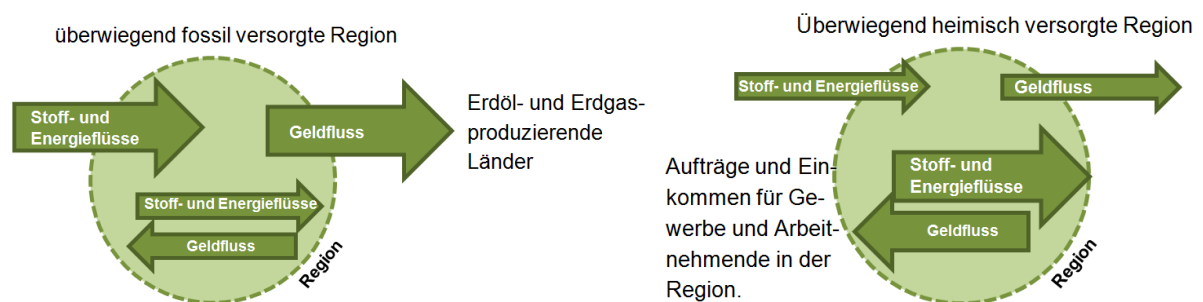 überwiegend fossil versorgte Region
Stoff- und
Energieflüsse
Geldfluss
Erdöl- und Erdgas-
produzierende
Länder
Stoff- und Energieflüsse
Geldfluss
Region
Überwiegend heimisch versorgte Region
Stoff- und Energieflüsse
Geldfluss
Aufträge und Ein-
kommen für Ge-
werbe und Arbeit-
nehmende in der
Region.
Stoff- und
Energieflüsse
Geldfluss
Region